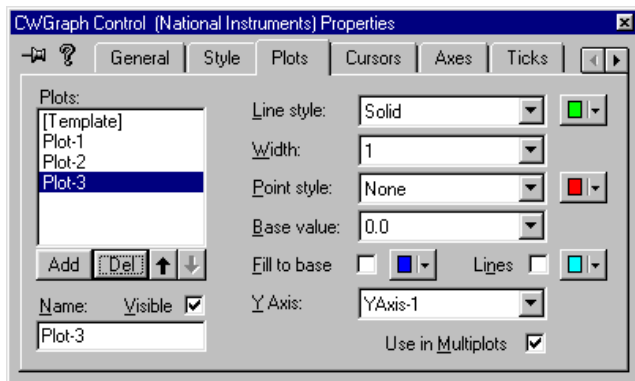 CWGraph Control (National Instruments) Properties
General Style Plots Cursors Axes Ticks
Plots:
[Template]
Plot-1
Plot-2
Plot-3
Add Del
Name: Visible
Plot-3
Line style: Solid
Width: 1
Point style: None
Base value: 0.0
Fill to base Lines
Y Axis: YAxis-1
Use in Multiplots